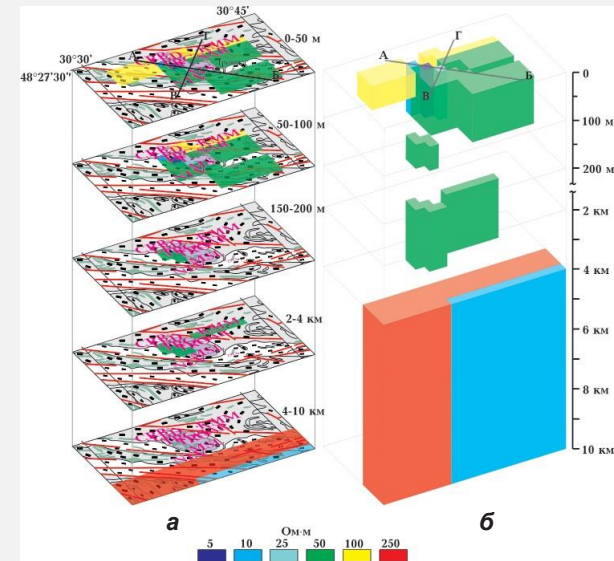 30°45'
30°30'
48°27'30"
0-50 м
А
Г
Б
В
50-100 м
150-200 м
2-4 км
4-10 км
а
А
Г
Б
В
0
100 м
200 м
2 км
4 км
6 км
8 км
10 км
б
Ом·м
5 10 25 50 100 250